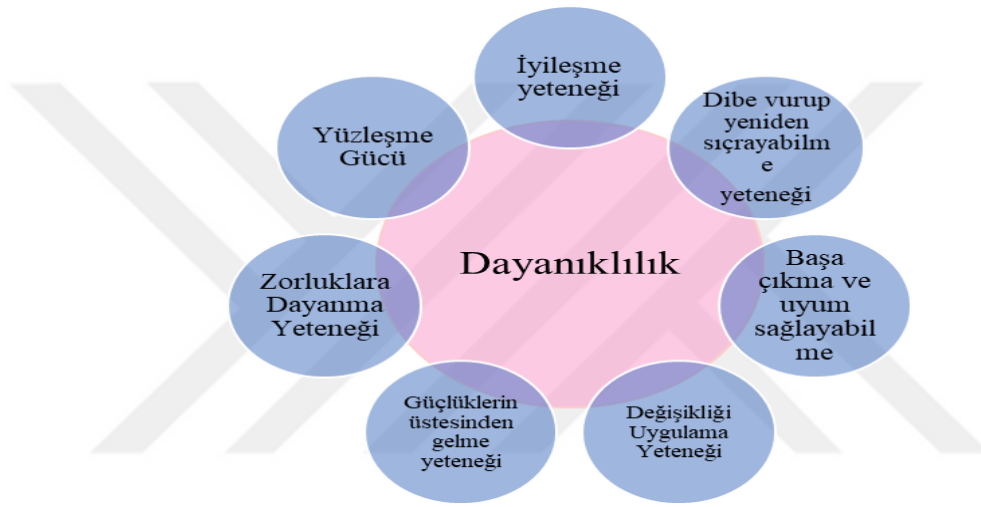 İyileşme
yeteneği
Dibe vurup
yeniden
sıçrayabilm
e
yeteneği
Başa
çıkma ve
uyum
sağlayabil
me
Değişikliği
Uygulama
Yeteneği
Güçlüklerin
üstesinden
gelme
yeteneği
Zorluklara
Dayanma
Yeteneği
Yüzleşme
Gücü
Dayanıklılık